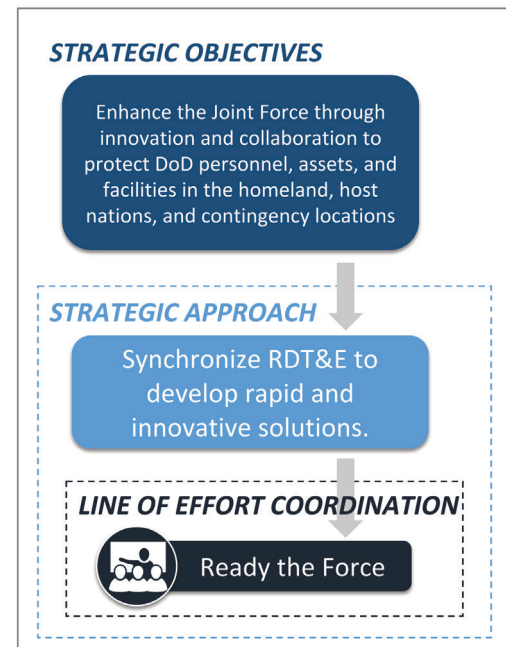 STRATEGIC OBJECTIVES
Enhance the Joint Force through
innovation and collaboration to
protect DoD personnel, assets, and
facilities in the homeland, host
nations, and contingency locations
STRATEGIC APPROACH
Synchronize RDT&E to
develop rapid and
innovative solutions.
LINE OF EFFORT COORDINATION
Ready the Force